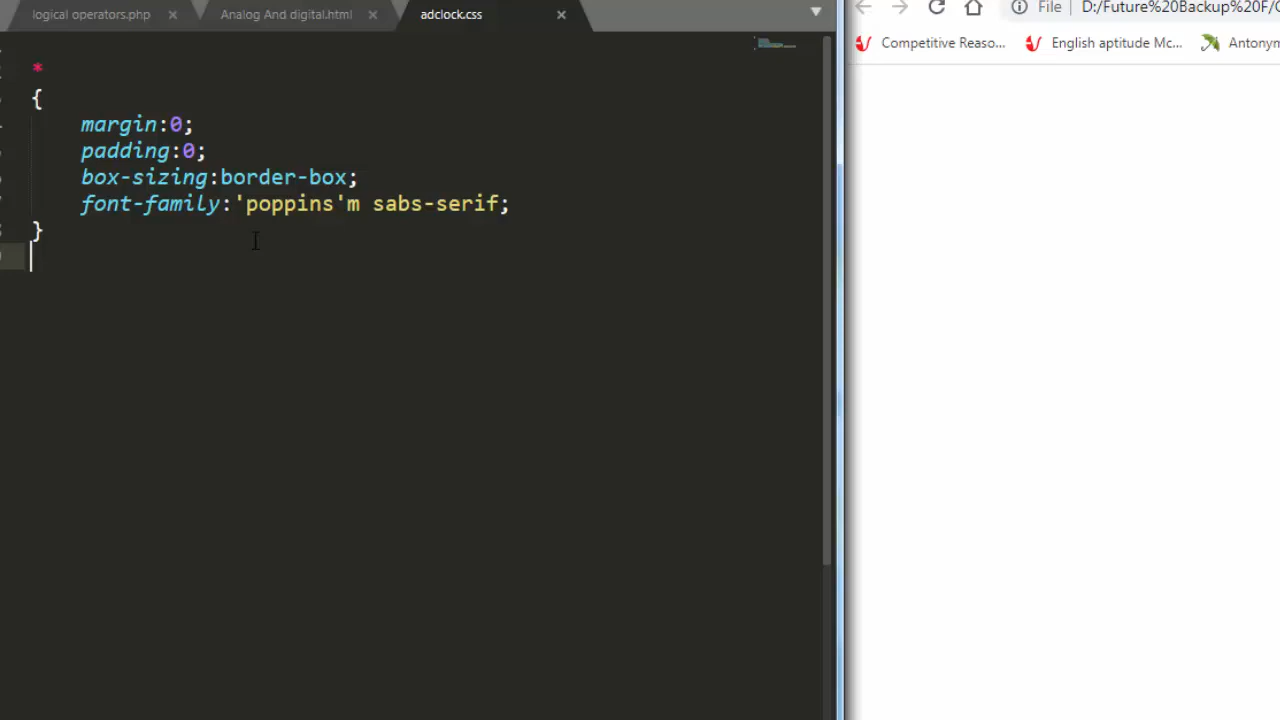 logical operators.php
Analog And digital.html
adclock.css
File
D:/Future%20Backup%20F/
Competitive Reaso...
English aptitude Mc...
Antonym
*
{
margin:0;
padding:0;
box-sizing:border-box;
font-family:'poppins'm sabs-serif;
}